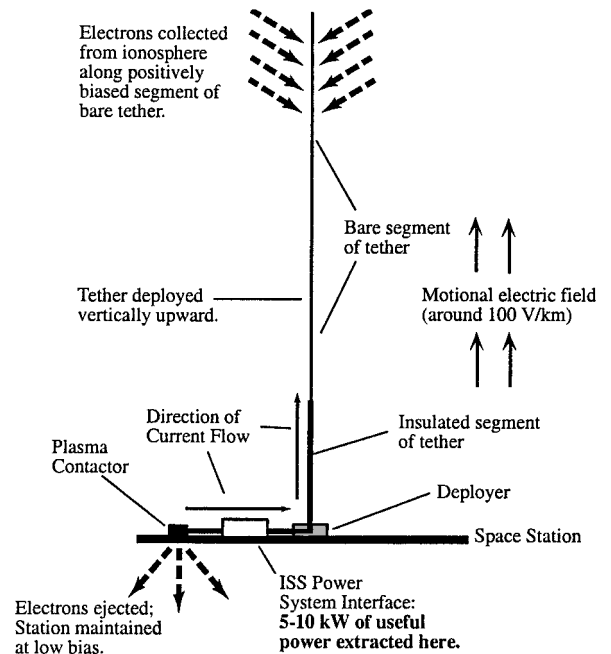 Electrons collected
from ionosphere
along positively
biased segment of
bare tether.
Bare segment
of tether
Tether deployed
vertically upward.
Motional electric field
(around 100 V/km)
Direction of
Current Flow
Insulated segment
of tether
Plasma
Contactor
Deployer
Space Station
ISS Power
System Interface:
5-10 kW of useful
power extracted here.
Electrons ejected;
Station maintained
at low bias.